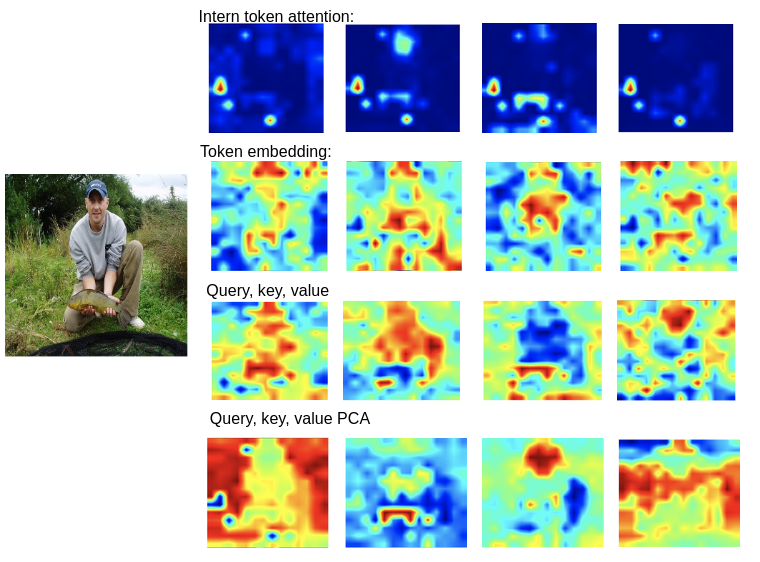 Intern token attention:
Token embedding:
Query, key, value
Query, key, value PCA